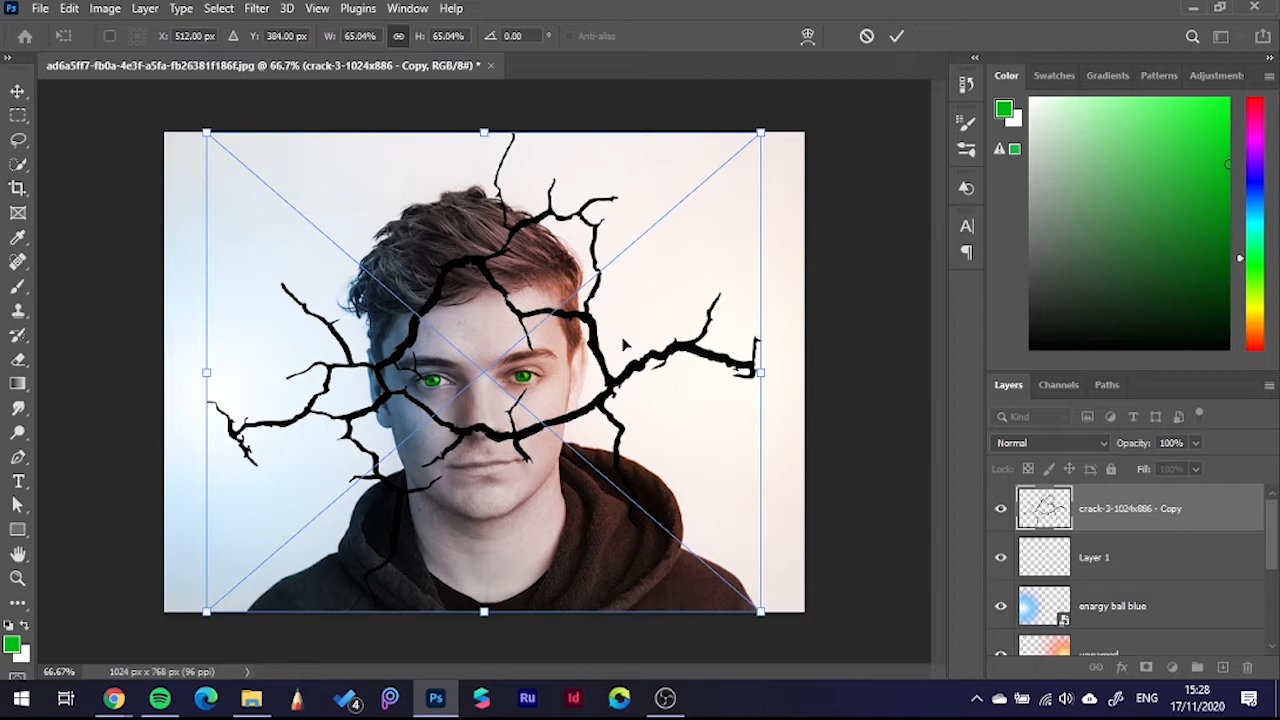 Ps File Edit Image Layer Type Select Filter 3D View Plugins Window Help
X: 512.00 px Y: 384.00 px W: 65.04% H: 65.04% 0.00 ° Anti-alias
ad6a5ff7-fb0a-4e3f-a5fa-fb26381f186f.jpg @ 66.7% (crack-3-1024x886 - Copy, RGB/8#) *
Color Swatches Gradients Patterns Adjustments
Layers Channels Paths
Kind
Normal Opacity: 100%
Lock: Fill: 100%
crack-3-1024x886 - Copy
Layer 1
enargy ball blue
66.67% 1024 px x 768 px (96 ppi)
4 Ps Ru Id
ENG
15:28
17/11/2020